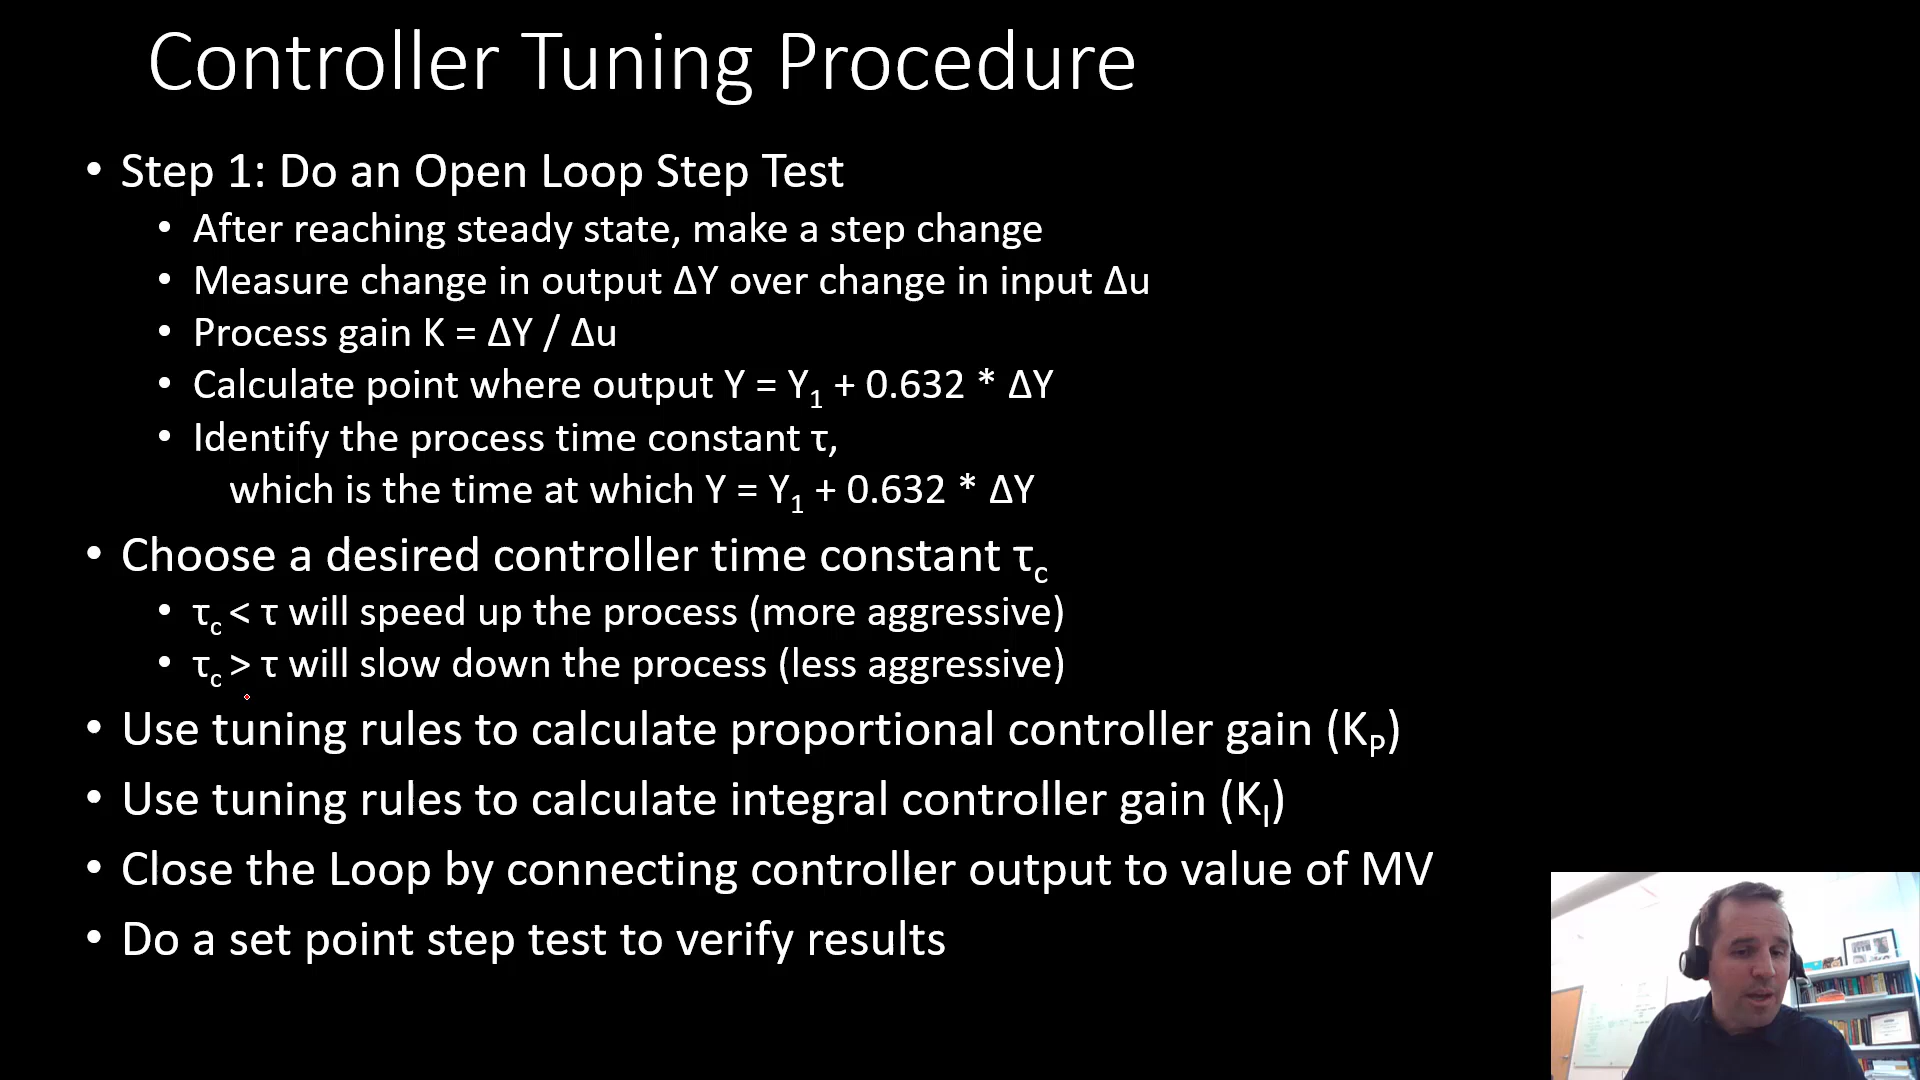 Controller Tuning Procedure
• Step 1: Do an Open Loop Step Test
• After reaching steady state, make a step change
• Measure change in output ΔY over change in input Δu
• Process gain K = ΔY / Δu
• Calculate point where output Y = Y₁ + 0.632 * ΔY
• Identify the process time constant τ,
which is the time at which Y = Y₁ + 0.632 * ΔY
• Choose a desired controller time constant τc
• τc < τ will speed up the process (more aggressive)
• τc > τ will slow down the process (less aggressive)
• Use tuning rules to calculate proportional controller gain (KP)
• Use tuning rules to calculate integral controller gain (KI)
• Close the Loop by connecting controller output to value of MV
• Do a set point step test to verify results